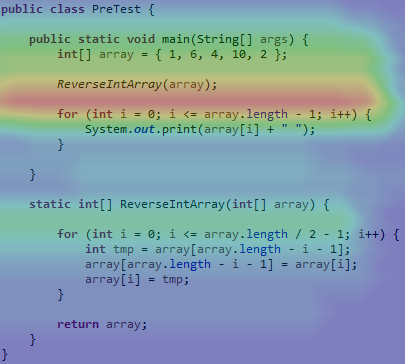 public class PreTest {
public static void main(String[] args) {
int[] array = { 1, 6, 4, 10, 2 };
ReverseIntArray(array);
for (int i = 0; i <= array.length - 1; i++) {
System.out.print(array[i] + " ");
}
}
static int[] ReverseIntArray(int[] array) {
for (int i = 0; i <= array.length / 2 - 1; i++) {
int tmp = array[array.length - i - 1];
array[array.length - i - 1] = array[i];
array[i] = tmp;
}
return array;
}
}